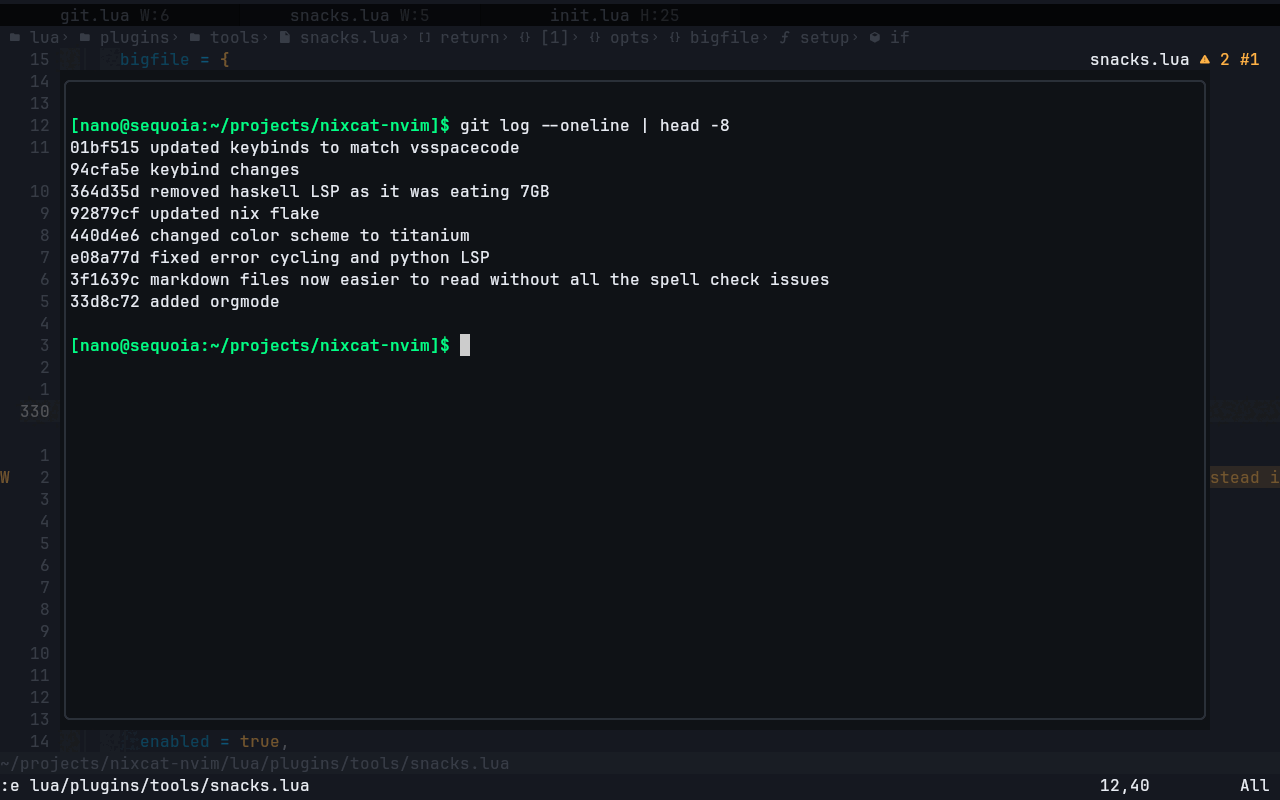 git.lua W:6 snacks.lua W:5 init.lua H:25
lua› plugins› tools› snacks.lua› return› [1]› opts› bigfile› setup› if
15 bigfile = { snacks.lua 2 #1
14
13
12 [nano@sequoia:~/projects/nixcat-nvim]$ git log --oneline | head -8
11 01bf515 updated keybinds to match vsspacecode
94cfa5e keybind changes
10 364d35d removed haskell LSP as it was eating 7GB
9 92879cf updated nix flake
8 440d4e6 changed color scheme to titanium
7 e08a77d fixed error cycling and python LSP
6 3f1639c markdown files now easier to read without all the spell check issues
5 33d8c72 added orgmode
4
3 [nano@sequoia:~/projects/nixcat-nvim]$
2
1
330
1
W 2 stead i
3
4
5
6
7
8
9
10
11
12
13
14 enabled = true,
~/projects/nixcat-nvim/lua/plugins/tools/snacks.lua
:e lua/plugins/tools/snacks.lua 12,40 All